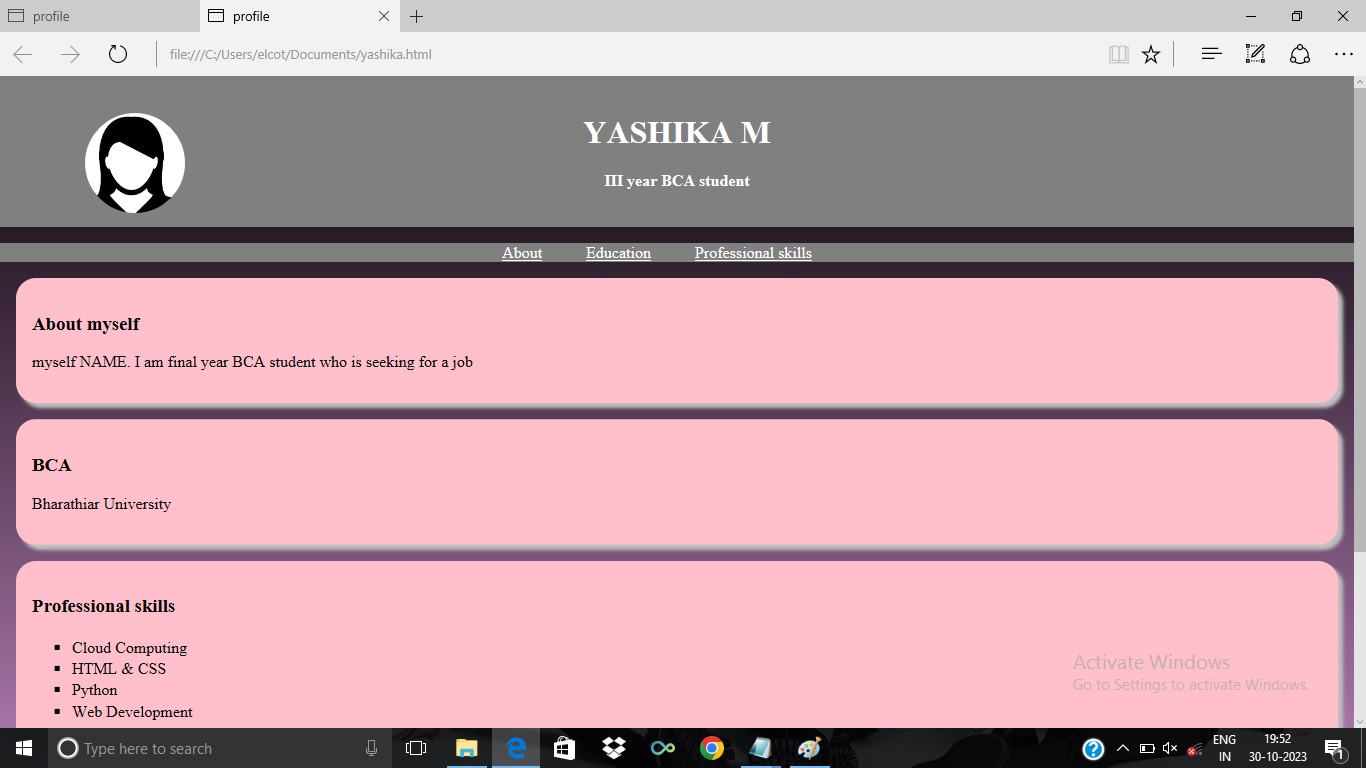 profile
profile
file:///C:/Users/elcot/Documents/yashika.html
YASHIKA M
III year BCA student
About Education Professional skills
About myself
myself NAME. I am final year BCA student who is seeking for a job
BCA
Bharathiar University
Professional skills
Cloud Computing
HTML & CSS
Python
Web Development
Activate Windows
Go to Settings to activate Windows.
Type here to search
ENG
IN
19:52
30-10-2023
1